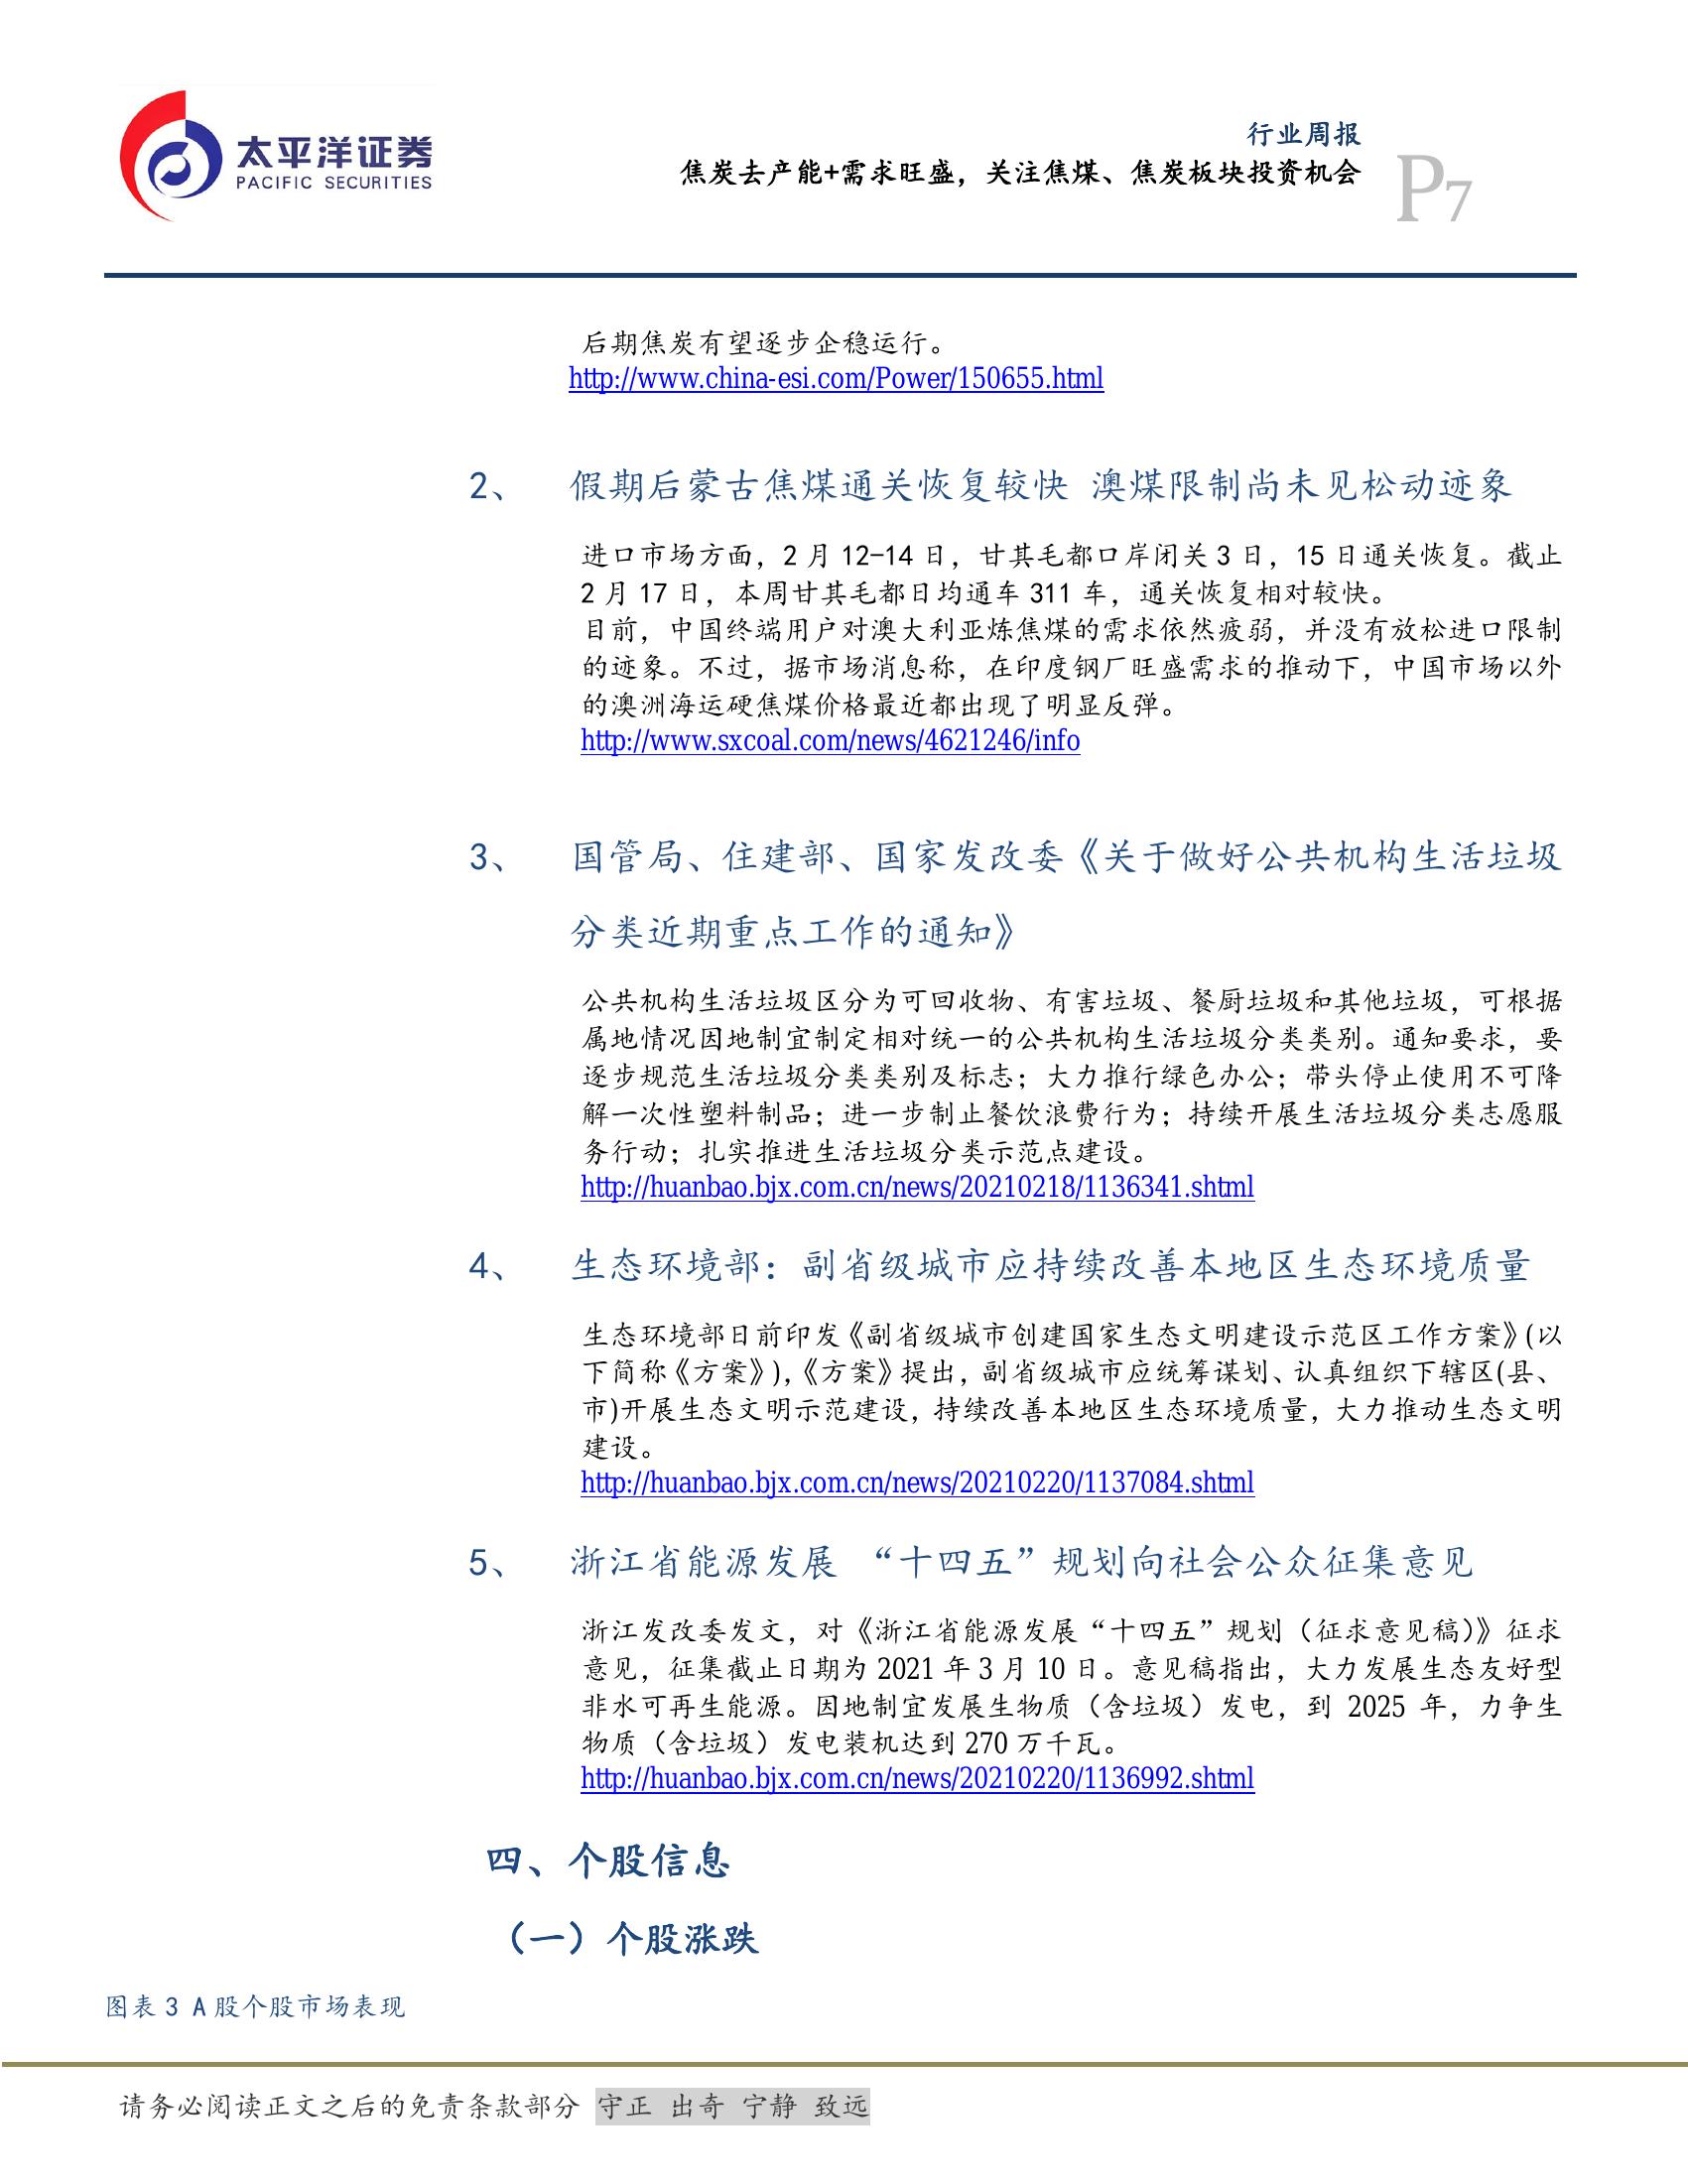 太平洋证券
PACIFIC SECURITIES
行业周报
焦炭去产能+需求旺盛，关注焦煤、焦炭板块投资机会
P7
后期焦炭有望逐步企稳运行。
http://www.china-esi.com/Power/150655.html
2、 假期后蒙古焦煤通关恢复较快 澳煤限制尚未见松动迹象
进口市场方面，2 月 12-14 日，甘其毛都口岸闭关 3 日，15 日通关恢复。截止
2 月 17 日，本周甘其毛都日均通车 311 车，通关恢复相对较快。
目前，中国终端用户对澳大利亚炼焦煤的需求依然疲弱，并没有放松进口限制
的迹象。不过，据市场消息称，在印度钢厂旺盛需求的推动下，中国市场以外
的澳洲海运硬焦煤价格最近都出现了明显反弹。
http://www.sxcoal.com/news/4621246/info
3、 国管局、住建部、国家发改委《关于做好公共机构生活垃圾
分类近期重点工作的通知》
公共机构生活垃圾区分为可回收物、有害垃圾、餐厨垃圾和其他垃圾，可根据
属地情况因地制宜制定相对统一的公共机构生活垃圾分类类别。通知要求，要
逐步规范生活垃圾分类类别及标志；大力推行绿色办公；带头停止使用不可降
解一次性塑料制品；进一步制止餐饮浪费行为；持续开展生活垃圾分类志愿服
务行动；扎实推进生活垃圾分类示范点建设。
http://huanbao.bjx.com.cn/news/20210218/1136341.shtml
4、 生态环境部：副省级城市应持续改善本地区生态环境质量
生态环境部日前印发《副省级城市创建国家生态文明建设示范区工作方案》(以
下简称《方案》)，《方案》提出，副省级城市应统筹谋划、认真组织下辖区(县、
市)开展生态文明示范建设，持续改善本地区生态环境质量，大力推动生态文明
建设。
http://huanbao.bjx.com.cn/news/20210220/1137084.shtml
5、 浙江省能源发展 “十四五”规划向社会公众征集意见
浙江发改委发文，对《浙江省能源发展“十四五”规划（征求意见稿)》征求
意见，征集截止日期为 2021 年 3 月 10 日。意见稿指出，大力发展生态友好型
非水可再生能源。因地制宜发展生物质（含垃圾）发电，到 2025 年，力争生
物质（含垃圾）发电装机达到 270 万千瓦。
http://huanbao.bjx.com.cn/news/20210220/1136992.shtml
四、个股信息
（一）个股涨跌
图表 3 A 股个股市场表现
请务必阅读正文之后的免责条款部分 守正 出奇 宁静 致远